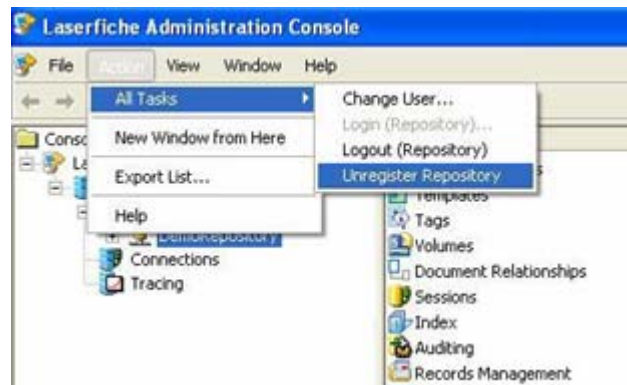 Laserfiche Administration Console
File Action View Window Help
All Tasks
New Window from Here
Export List...
Help
Change User...
Login (Repository)...
Logout (Repository)
Unregister Repository
DemoRepository
Connections
Tracing
Templates
Tags
Volumes
Document Relationships
Sessions
Index
Auditing
Records Management